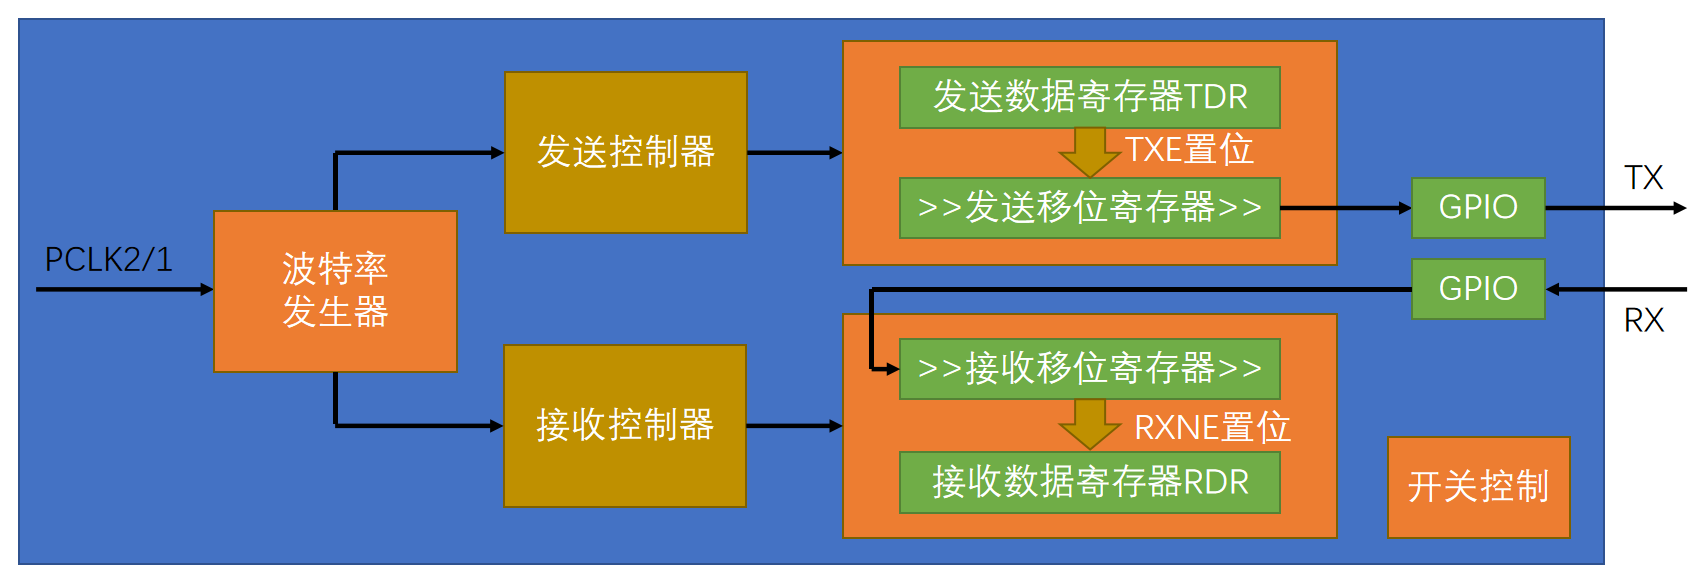 PCLK2/1
波特率
发生器
发送控制器
接收控制器
发送数据寄存器TDR
TXE置位
>>发送移位寄存器>>
GPIO
TX
GPIO
RX
>>接收移位寄存器>>
RXNE置位
接收数据寄存器RDR
开关控制